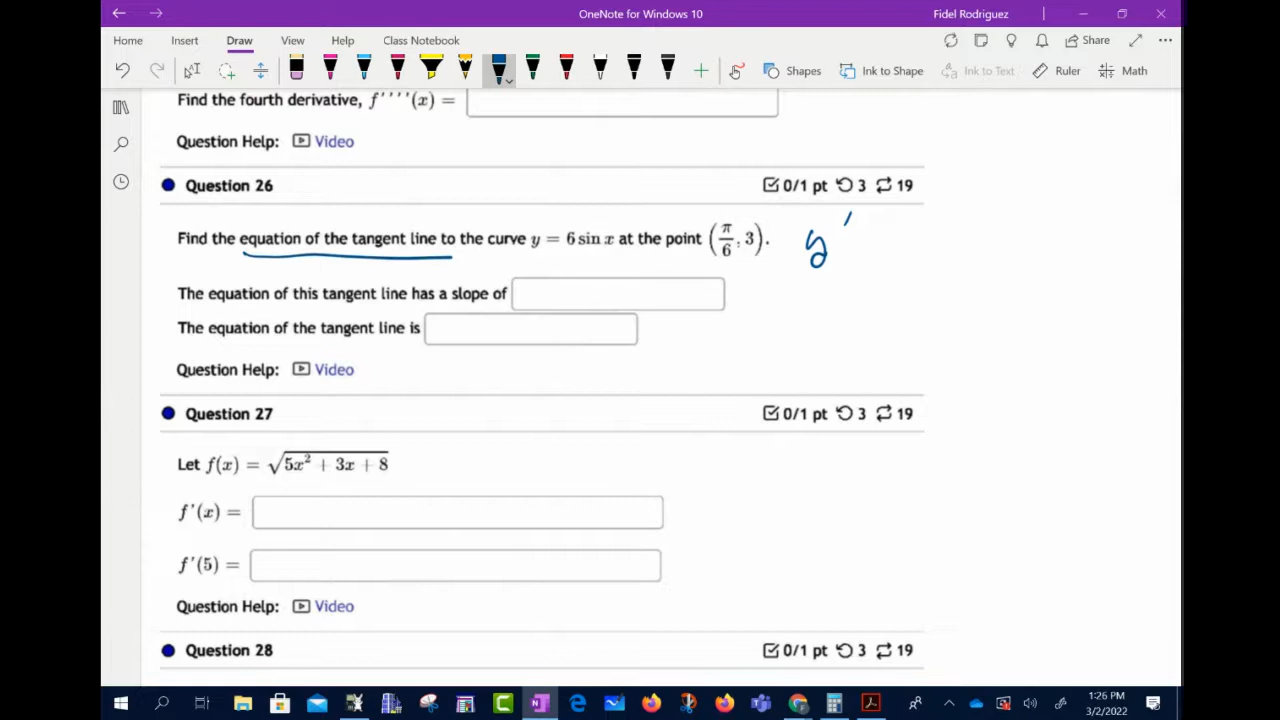 OneNote for Windows 10
Fidel Rodriguez
Home Insert Draw View Help Class Notebook
Share
Shapes Ink to Shape Ink to Text Ruler Math
Find the fourth derivative, f''''(x) =
Question Help: Video
Question 26 0/1 pt 3 19
Find the equation of the tangent line to the curve y = 6 sin x at the point (π/6, 3). y'
The equation of this tangent line has a slope of
The equation of the tangent line is
Question Help: Video
Question 27 0/1 pt 3 19
Let f(x) = √(5x² + 3x + 8)
f'(x) =
f'(5) =
Question Help: Video
Question 28 0/1 pt 3 19
1:26 PM
3/2/2022